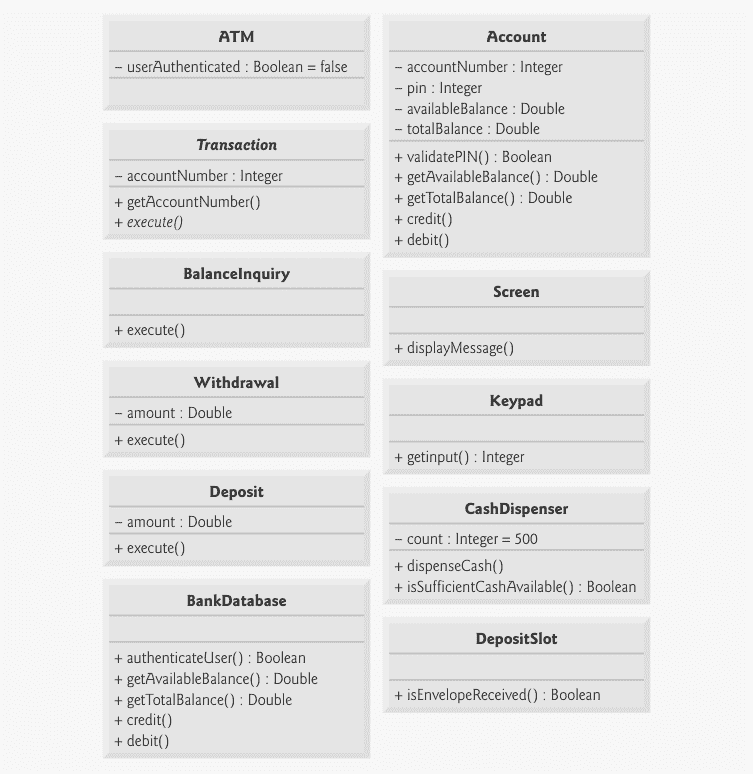 ATM
– userAuthenticated : Boolean = false
Transaction
– accountNumber : Integer
+ getAccountNumber()
+ execute()
BalanceInquiry
+ execute()
Withdrawal
– amount : Double
+ execute()
Deposit
– amount : Double
+ execute()
BankDatabase
+ authenticateUser() : Boolean
+ getAvailableBalance() : Double
+ getTotalBalance() : Double
+ credit()
+ debit()
Account
– accountNumber : Integer
– pin : Integer
– availableBalance : Double
– totalBalance : Double
+ validatePIN() : Boolean
+ getAvailableBalance() : Double
+ getTotalBalance() : Double
+ credit()
+ debit()
Screen
+ displayMessage()
Keypad
+ getinput() : Integer
CashDispenser
– count : Integer = 500
+ dispenseCash()
+ isSufficientCashAvailable() : Boolean
DepositSlot
+ isEnvelopeReceived() : Boolean